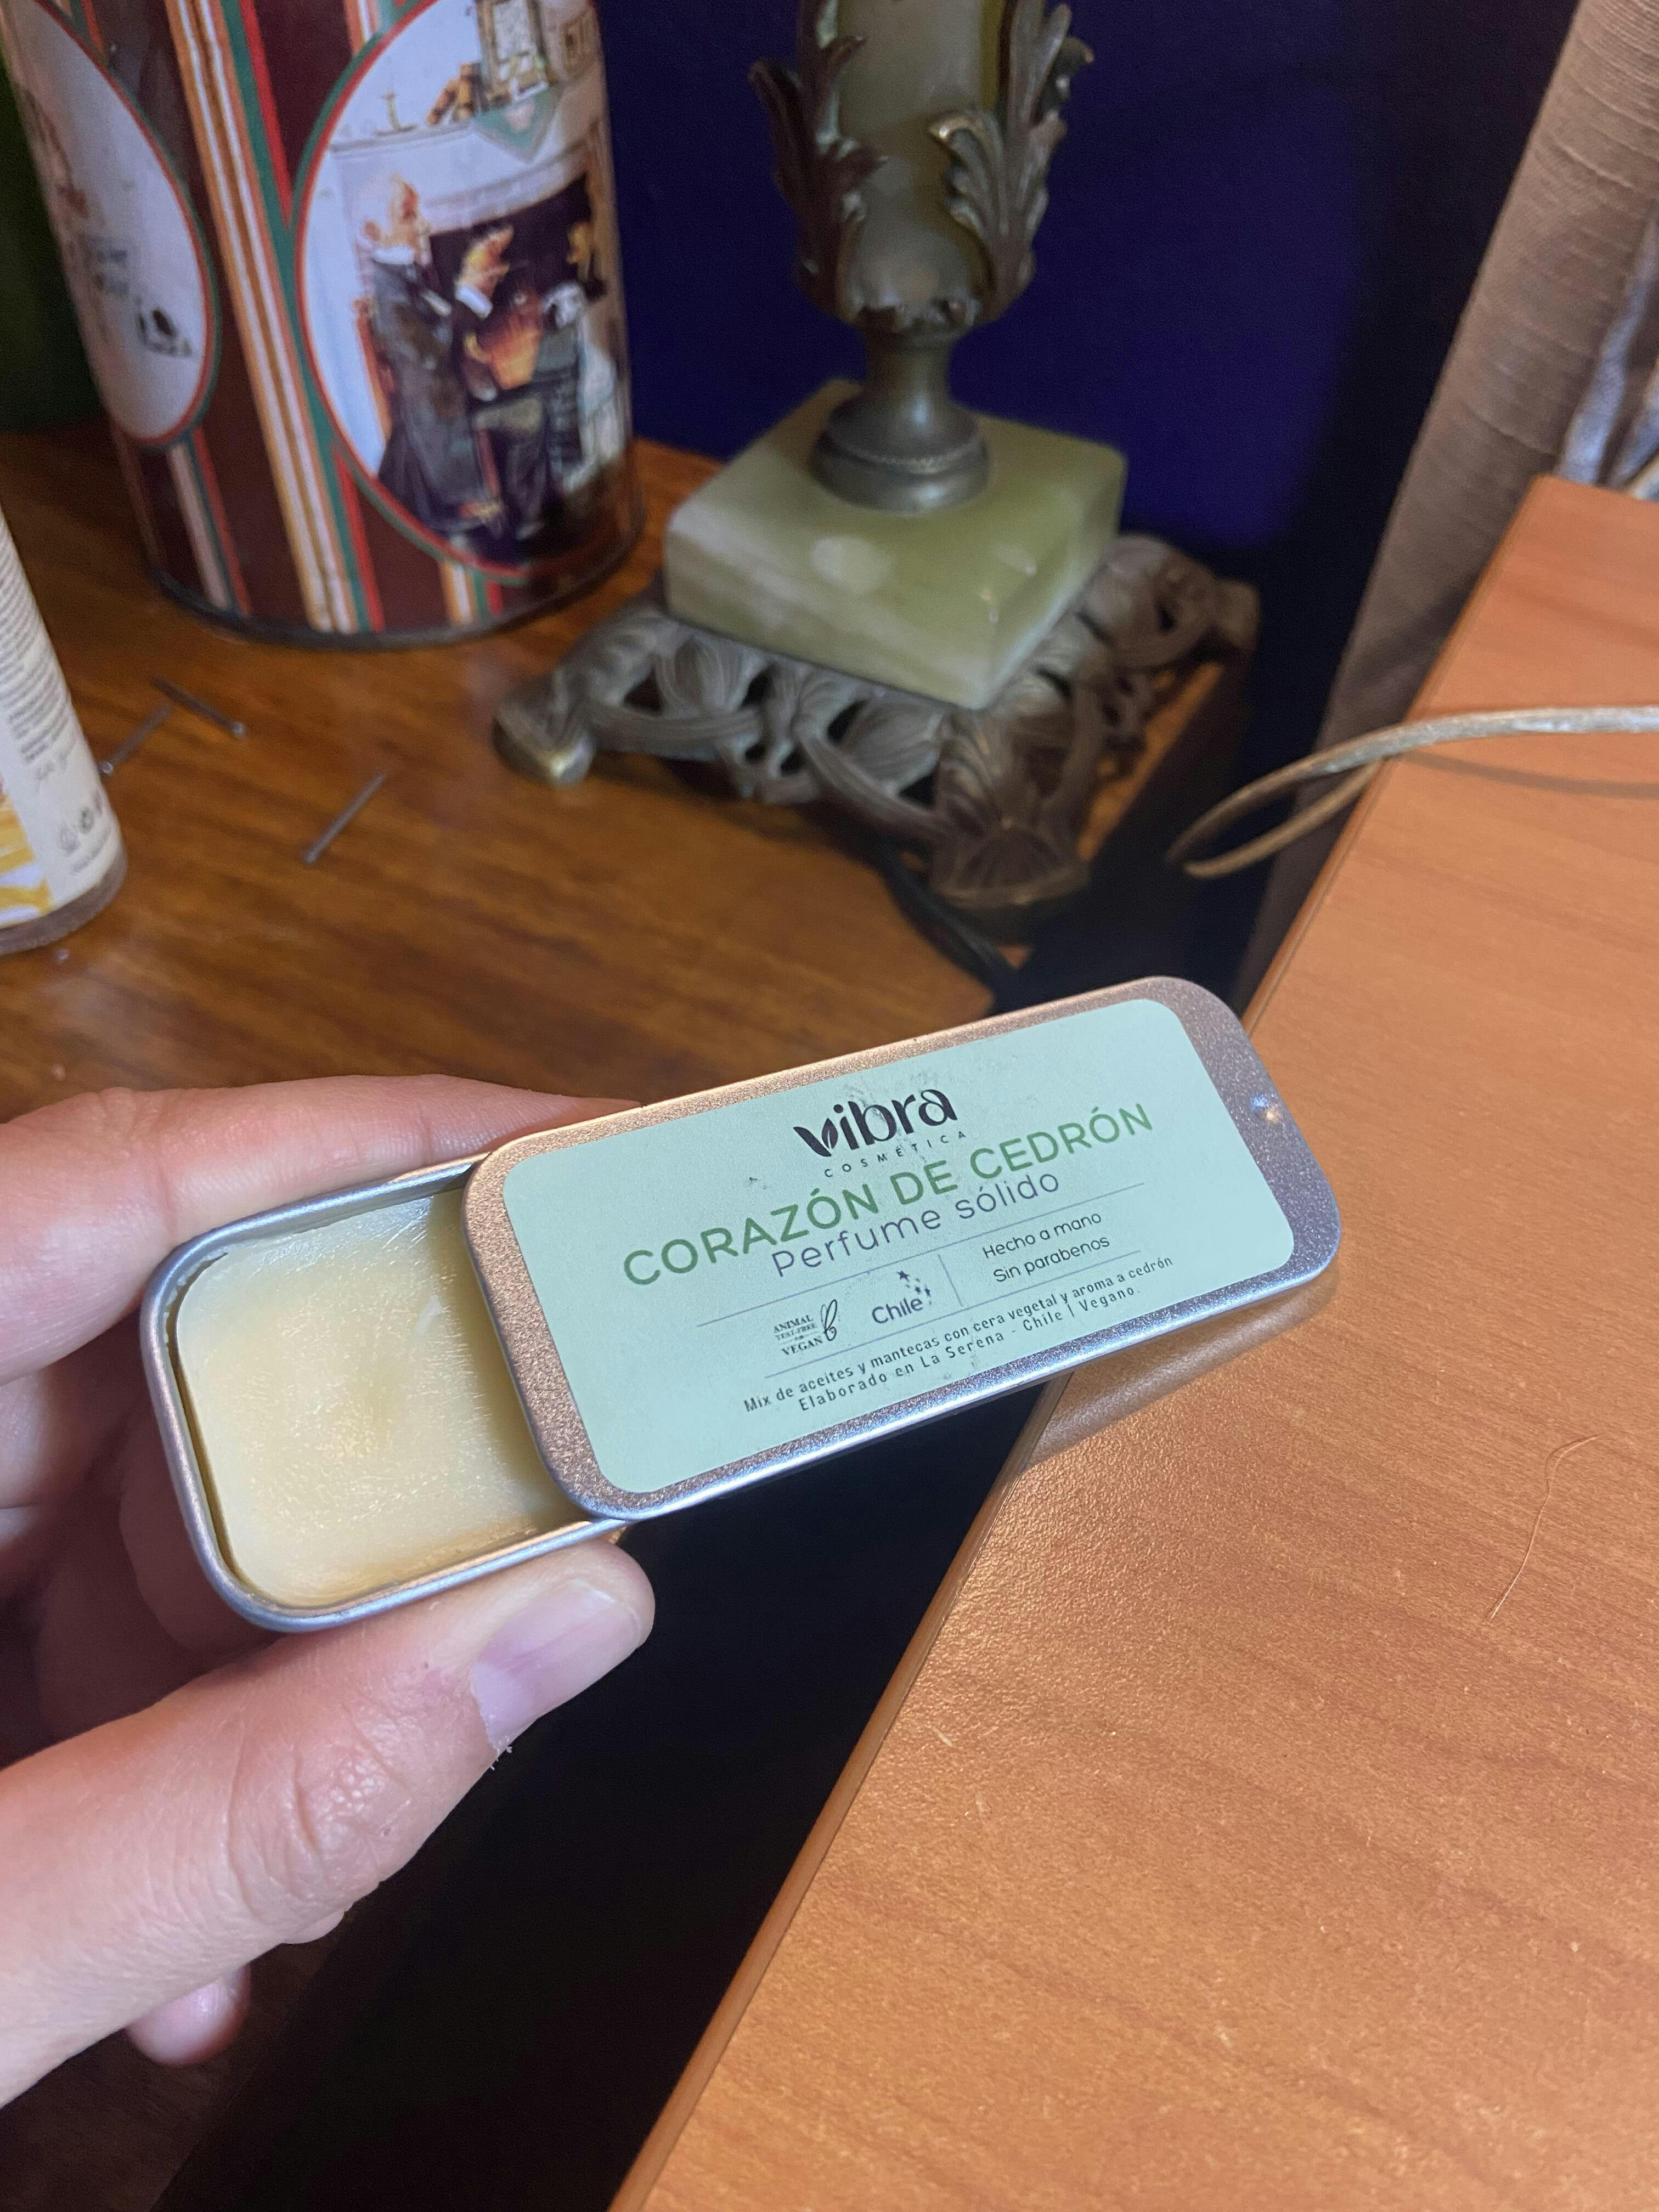 vibra
COSMÉTICA
CORAZÓN DE CEDRÓN
Perfume sólido
ANIMAL
TEST-FREE
VEGAN
Chile
Hecho a mano
Sin parabenos
Mix de aceites y mantecas con cera vegetal y aroma a cedrón
Elaborado en La Serena - Chile | Vegano.